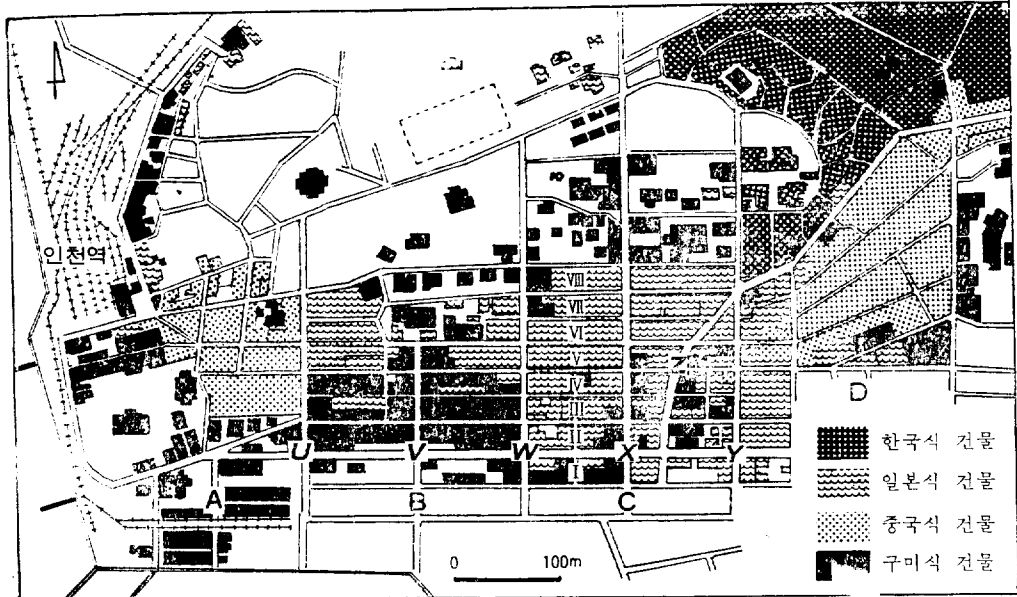 인천역
VIII
VII
VI
V
IV
III
II
I
U V W X Y
A B C D
0 100m
한국식 건물
일본식 건물
중국식 건물
구미식 건물